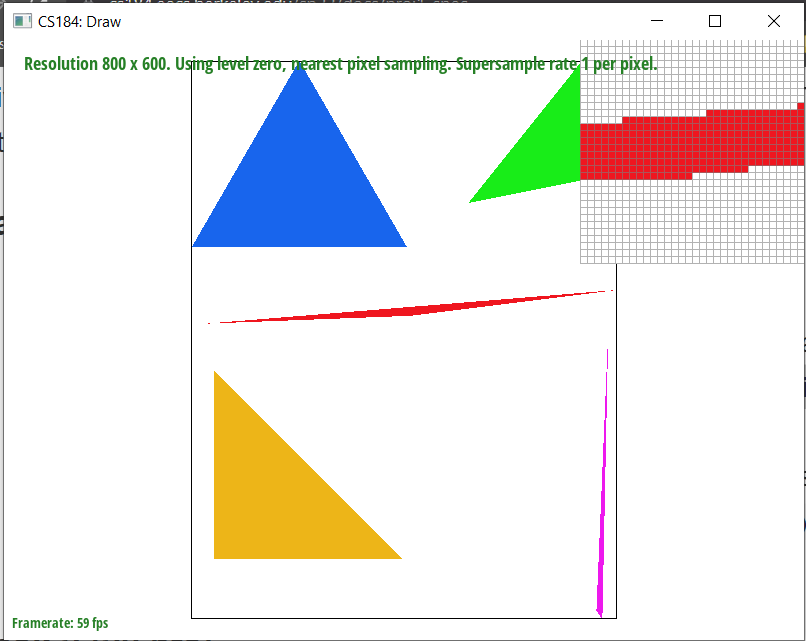 CS184: Draw
Resolution 800 x 600. Using level zero, nearest pixel sampling. Supersample rate 1 per pixel.
Framerate: 59 fps